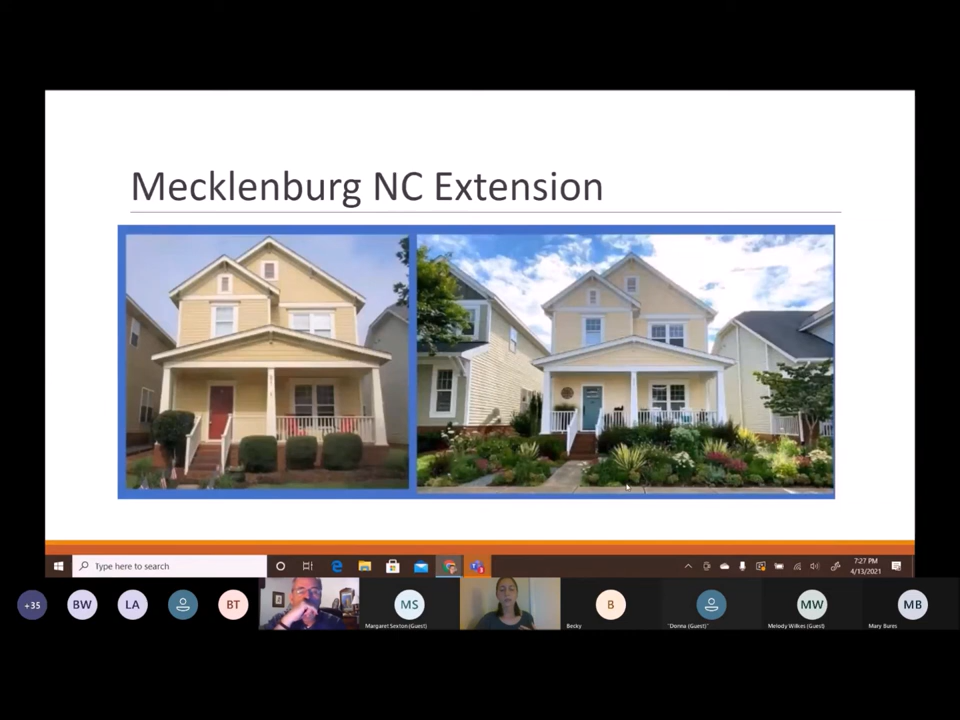 Mecklenburg NC Extension
Type here to search
7:27 PM
4/13/2021
+35
BW
LA
BT
MS
Margaret Sexton (Guest)
B
Becky
"Donna (Guest)"
MW
Melody Wilkes (Guest)
MB
Mary Bures